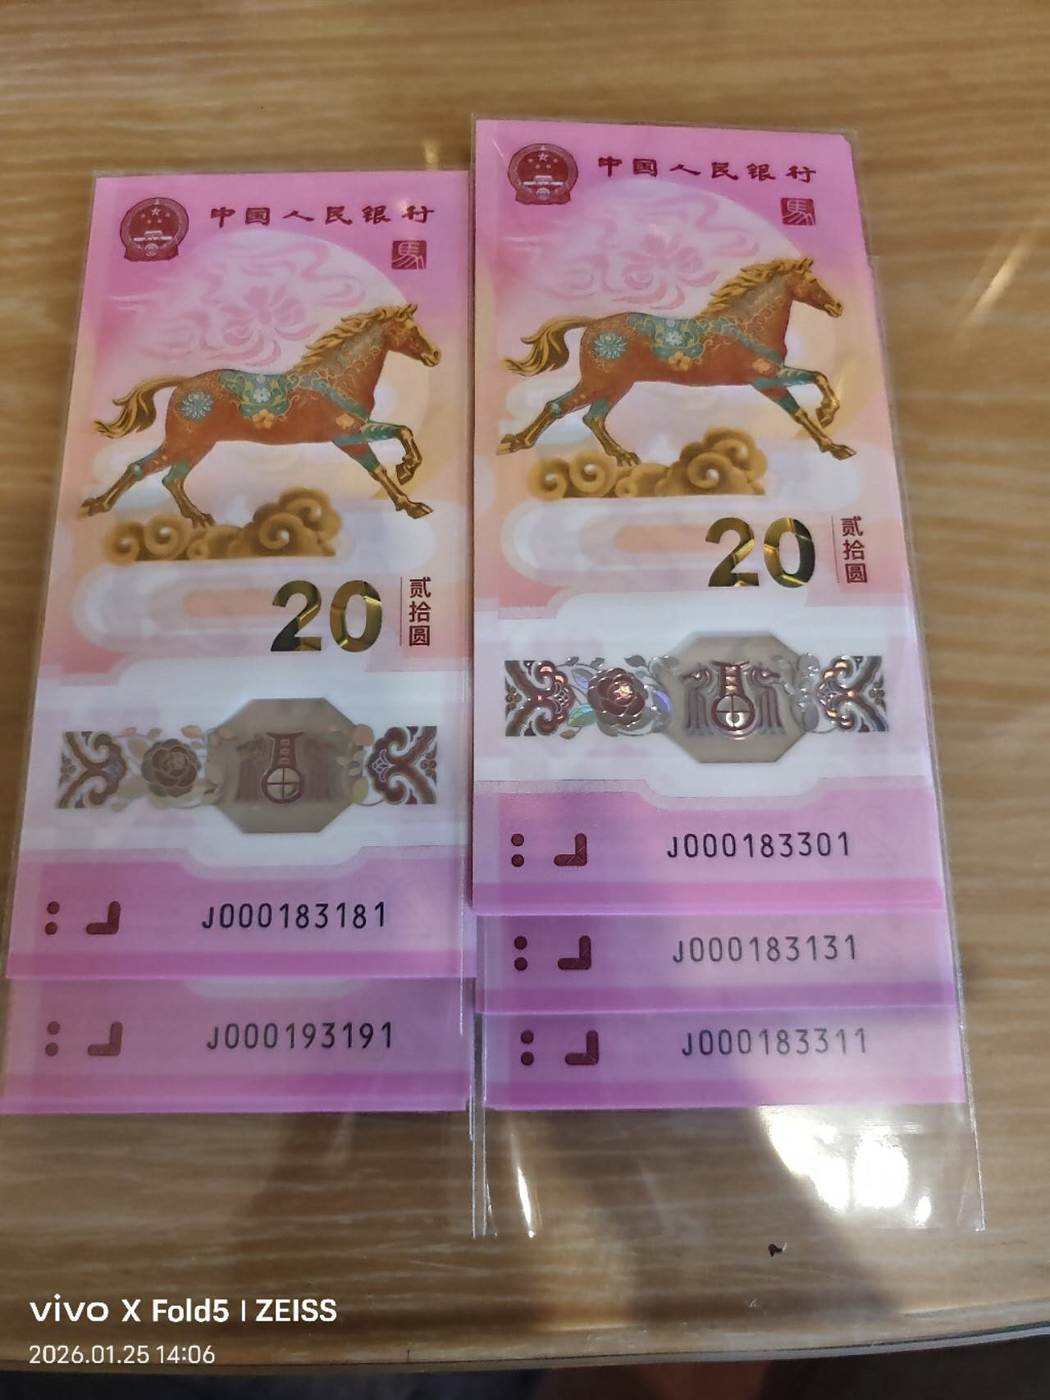 中国人民银行
馬
20
贰拾圆
J000183181
J000193191
中国人民银行
馬
20
贰拾圆
J000183301
J000183131
J000183311
vivo X Fold5 | ZEISS
2026.01.25 14:06